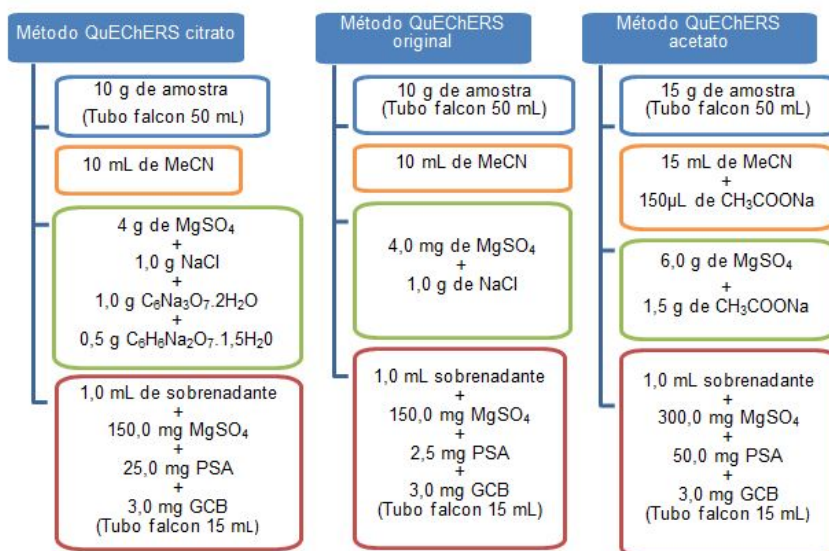 Método QuEChERS citrato
10 g de amostra
(Tubo falcon 50 mL)
10 mL de MeCN
4 g de MgSO₄
+
1,0 g NaCl
+
1,0 g C₆Na₃O₇.2H₂O
+
0,5 g C₆H₆Na₂O₇.1,5H₂0
1,0 mL de sobrenadante
+
150,0 mg MgSO₄
+
25,0 mg PSA
+
3,0 mg GCB
(Tubo falcon 15 mL)
Método QuEChERS
original
10 g de amostra
(Tubo falcon 50 mL)
10 mL de MeCN
4,0 mg de MgSO₄
+
1,0 g de NaCl
1,0 mL sobrenadante
+
150,0 mg MgSO₄
+
2,5 mg PSA
+
3,0 mg GCB
(Tubo falcon 15 mL)
Método QuEChERS
acetato
15 g de amostra
(Tubo falcon 50 mL)
15 mL de MeCN
+
150µL de CH₃COONa
6,0 g de MgSO₄
+
1,5 g de CH₃COONa
1,0 mL sobrenadante
+
300,0 mg MgSO₄
+
50,0 mg PSA
+
3,0 mg GCB
(Tubo falcon 15 mL)